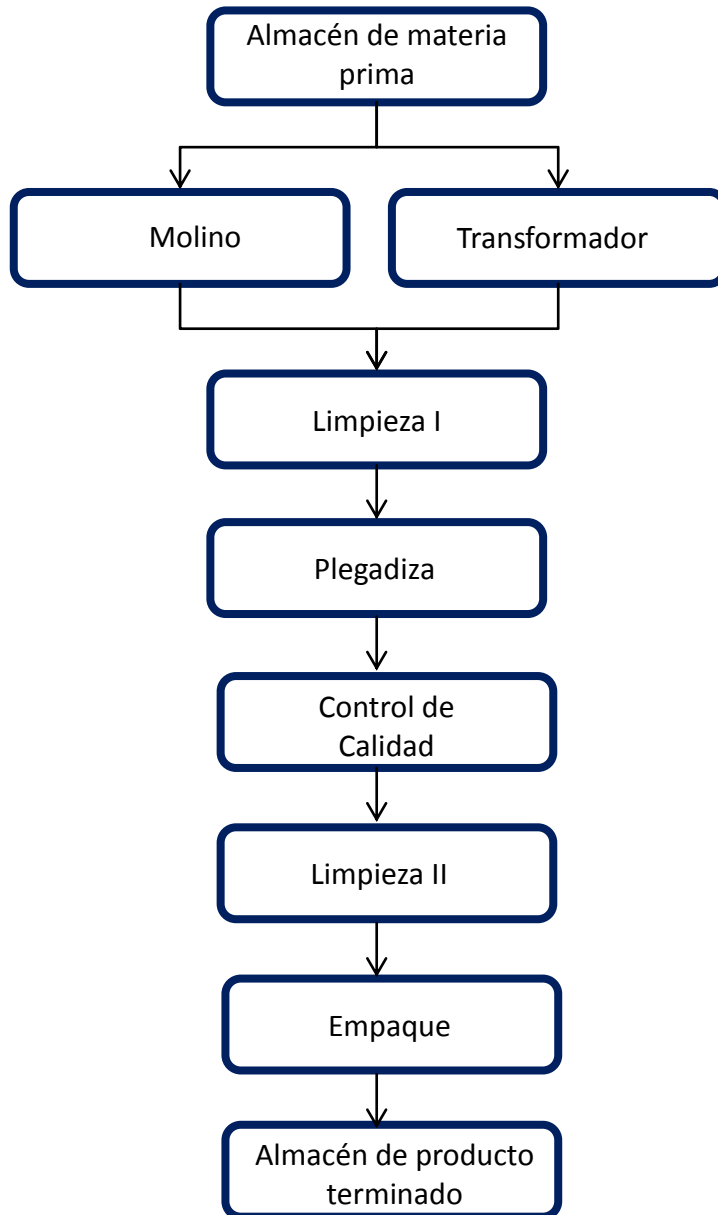 Almacén de materia
prima
Molino
Transformador
Limpieza I
Plegadiza
Control de
Calidad
Limpieza II
Empaque
Almacén de producto
terminado